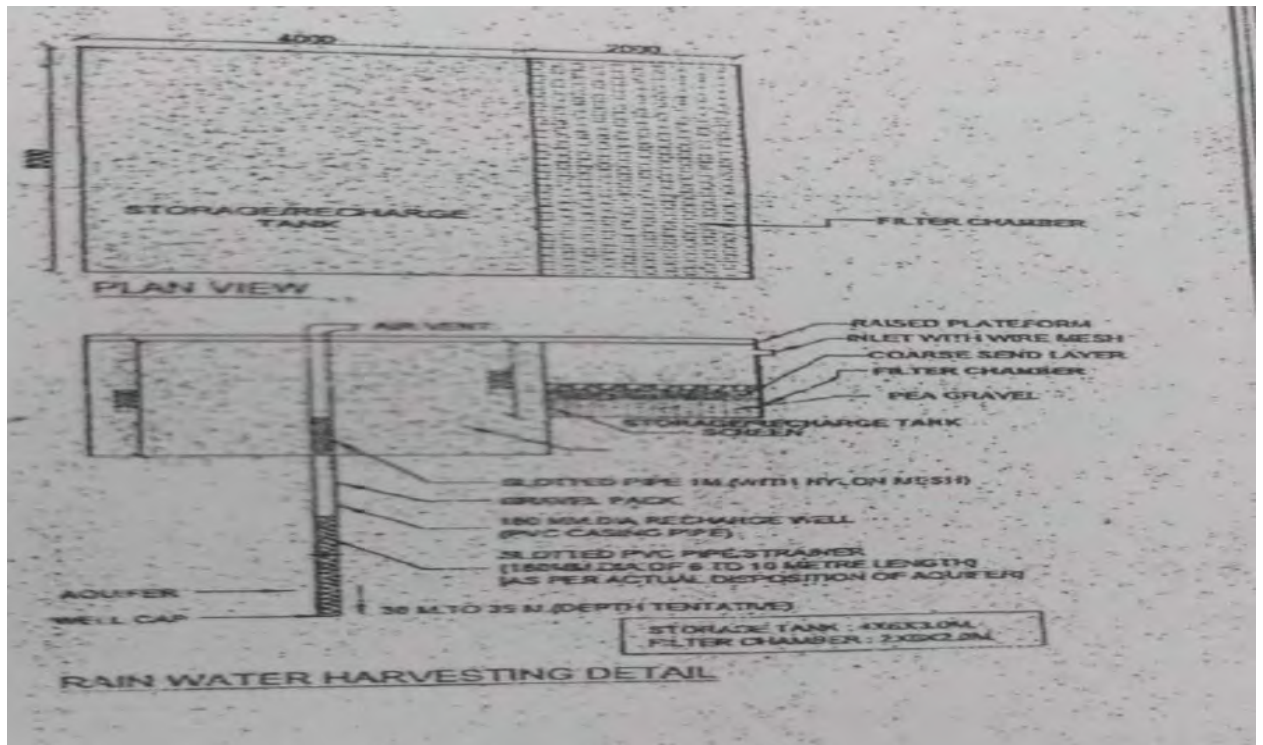 4000
2000
STORAGE/RECHARGE
TANK
FILTER CHAMBER
PLAN VIEW
AIR VENT
RAISED PLATEFORM
INLET WITH WIRE MESH
COARSE SEND LAYER
FILTER CHAMBER
PEA GRAVEL
STORAGE/RECHARGE TANK
SCREEN
SLOTTED PIPE 1M (WITH NYLON MESH)
GRAVEL PACK
MM.DIA RECHARGE WELL
(PVC CASING PIPE)
SLOTTED PVC PIPE STRAINER
DIA. OF 6 TO 10 METRE LENGTH)
(AS PER ACTUAL DISPOSITION OF AQUIFER)
AQUIFER
WELL CAP
30 M.TO 35 M.(DEPTH TENTATIVE)
STORAGE TANK : 4X6X3.0M
FILTER CHAMBER : 2X6X2.0M
RAIN WATER HARVESTING DETAIL